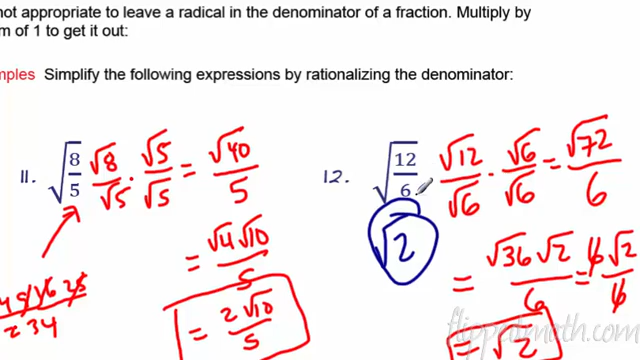 not appropriate to leave a radical in the denominator of a fraction. Multiply by
m of 1 to get it out:
mples Simplify the following expressions by rationalizing the denominator:
11. √(8/5) √8/√5 · √5/√5 = √40/5
= √4√10/5
= 2√10/5
12. √(12/6) √12/√6 · √6/√6 = √72/6
√2
= √36√2/6 = 6√2/6
= √2
flippedmath.com